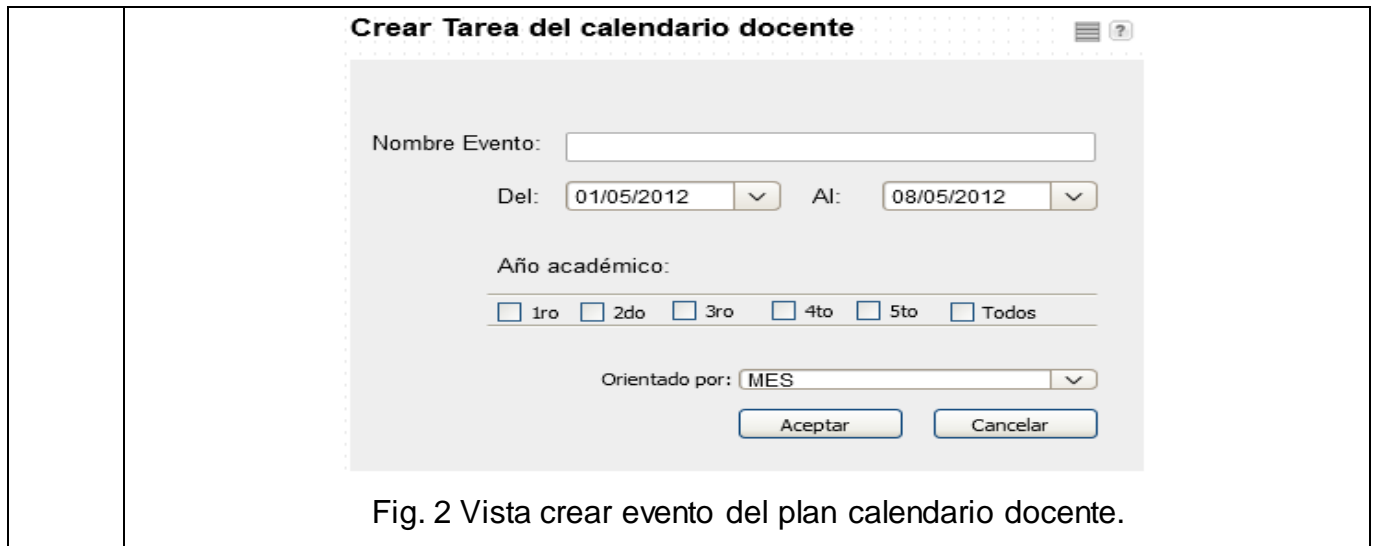 Crear Tarea del calendario docente
?
Nombre Evento:
Del: 01/05/2012 Al: 08/05/2012
Año académico:
1ro 2do 3ro 4to 5to Todos
Orientado por: MES
Aceptar Cancelar
Fig. 2 Vista crear evento del plan calendario docente.